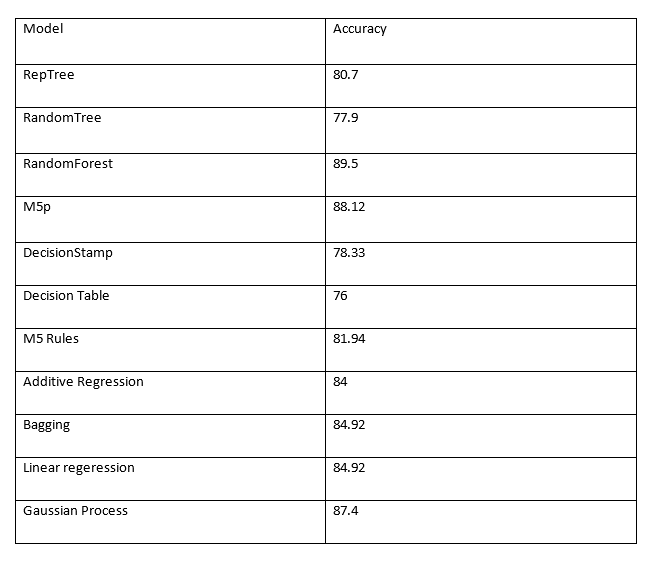 Model Accuracy
RepTree 80.7
RandomTree 77.9
RandomForest 89.5
M5p 88.12
DecisionStamp 78.33
Decision Table 76
M5 Rules 81.94
Additive Regression 84
Bagging 84.92
Linear regeression 84.92
Gaussian Process 87.4